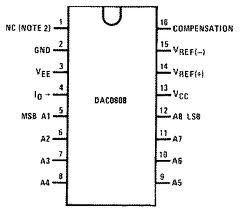 NC (NOTE 2) 1 16 COMPENSATION
GND 2 15 VREF(−)
VEE 3 14 VREF(+)
IO 4 13 VCC
DAC0808
MSB A1 5 12 A8 LSB
A2 6 11 A7
A3 7 10 A6
A4 8 9 A5